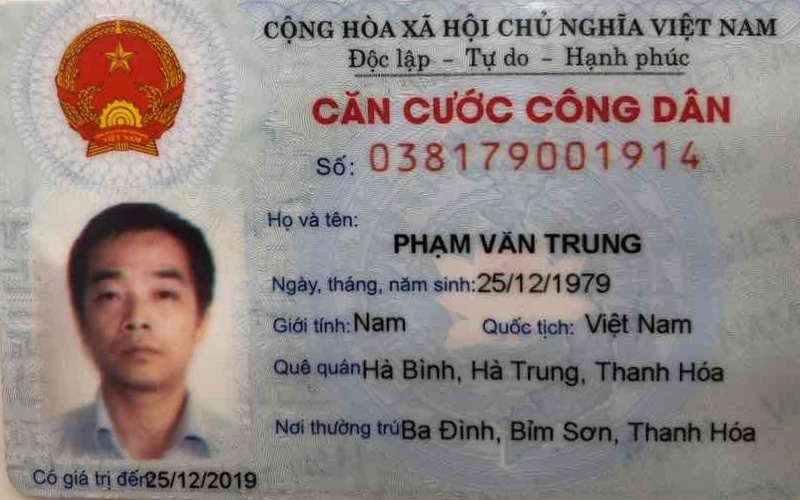 CỘNG HÒA XÃ HỘI CHỦ NGHĨA VIỆT NAM
Độc lập - Tự do - Hạnh phúc
CĂN CƯỚC CÔNG DÂN
Số: 038179001914
Họ và tên:
PHẠM VĂN TRUNG
Ngày, tháng, năm sinh:25/12/1979
Giới tính: Nam Quốc tịch: Việt Nam
Quê quán Hà Bình, Hà Trung, Thanh Hóa
Nơi thường trú Ba Đình, Bỉm Sơn, Thanh Hóa
Có giá trị đến 25/12/2019
VIỆT NAM